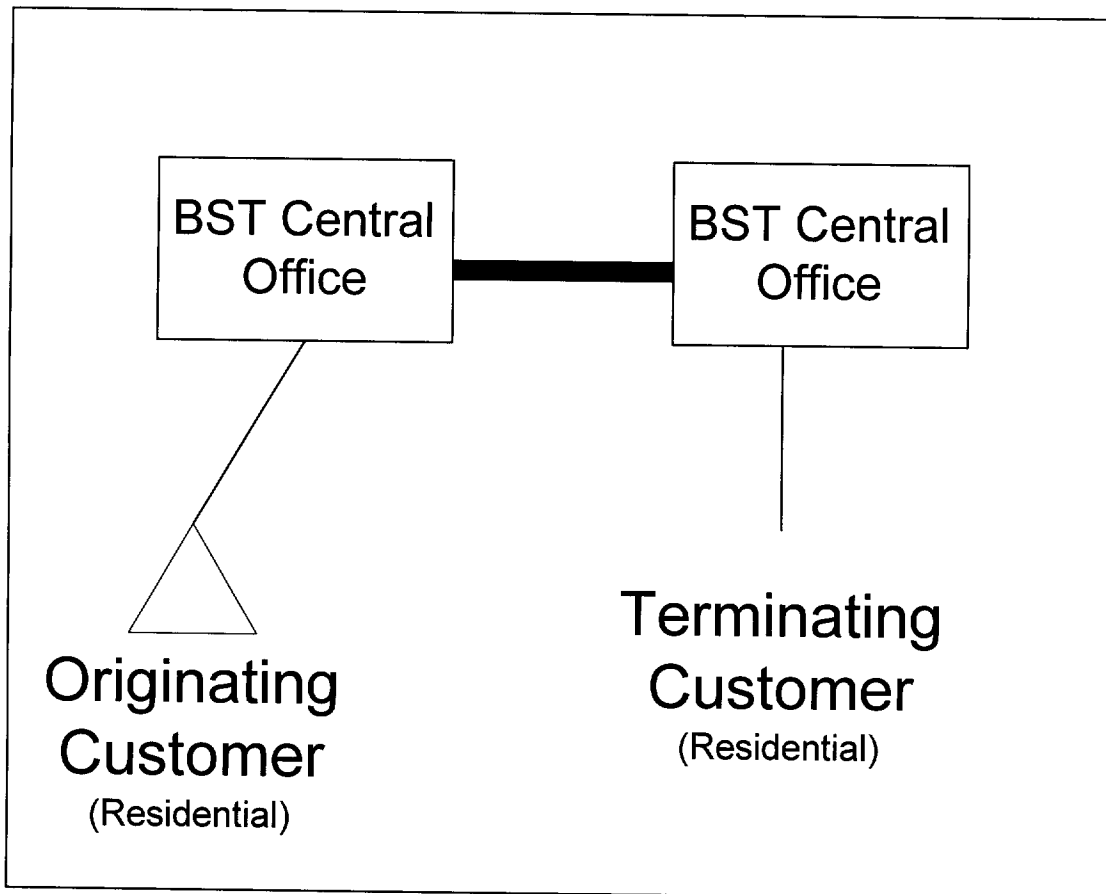 BST Central
Office
BST Central
Office
Originating
Customer
(Residential)
Terminating
Customer
(Residential)